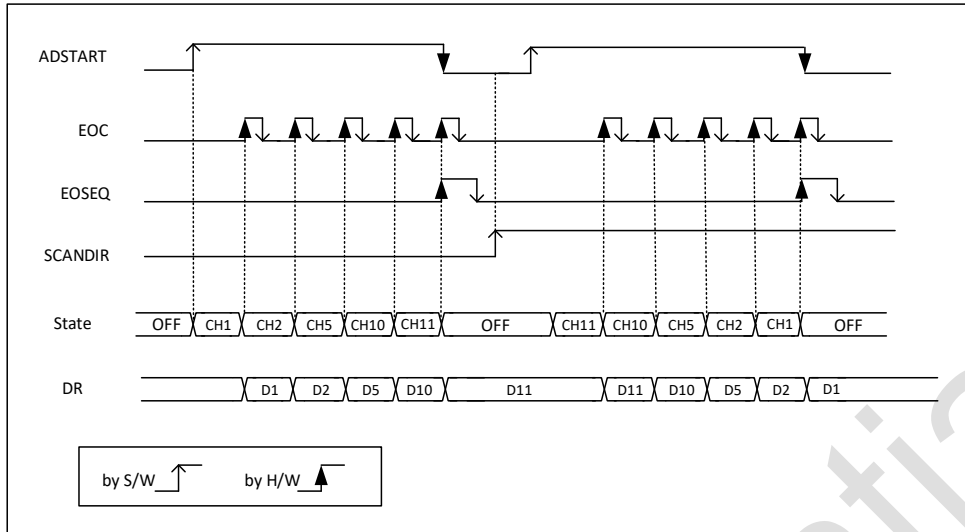 ADSTART
EOC
EOSEQ
SCANDIR
State OFF CH1 CH2 CH5 CH10 CH11 OFF CH11 CH10 CH5 CH2 CH1 OFF
DR D1 D2 D5 D10 D11 D11 D10 D5 D2 D1
by S/W by H/W